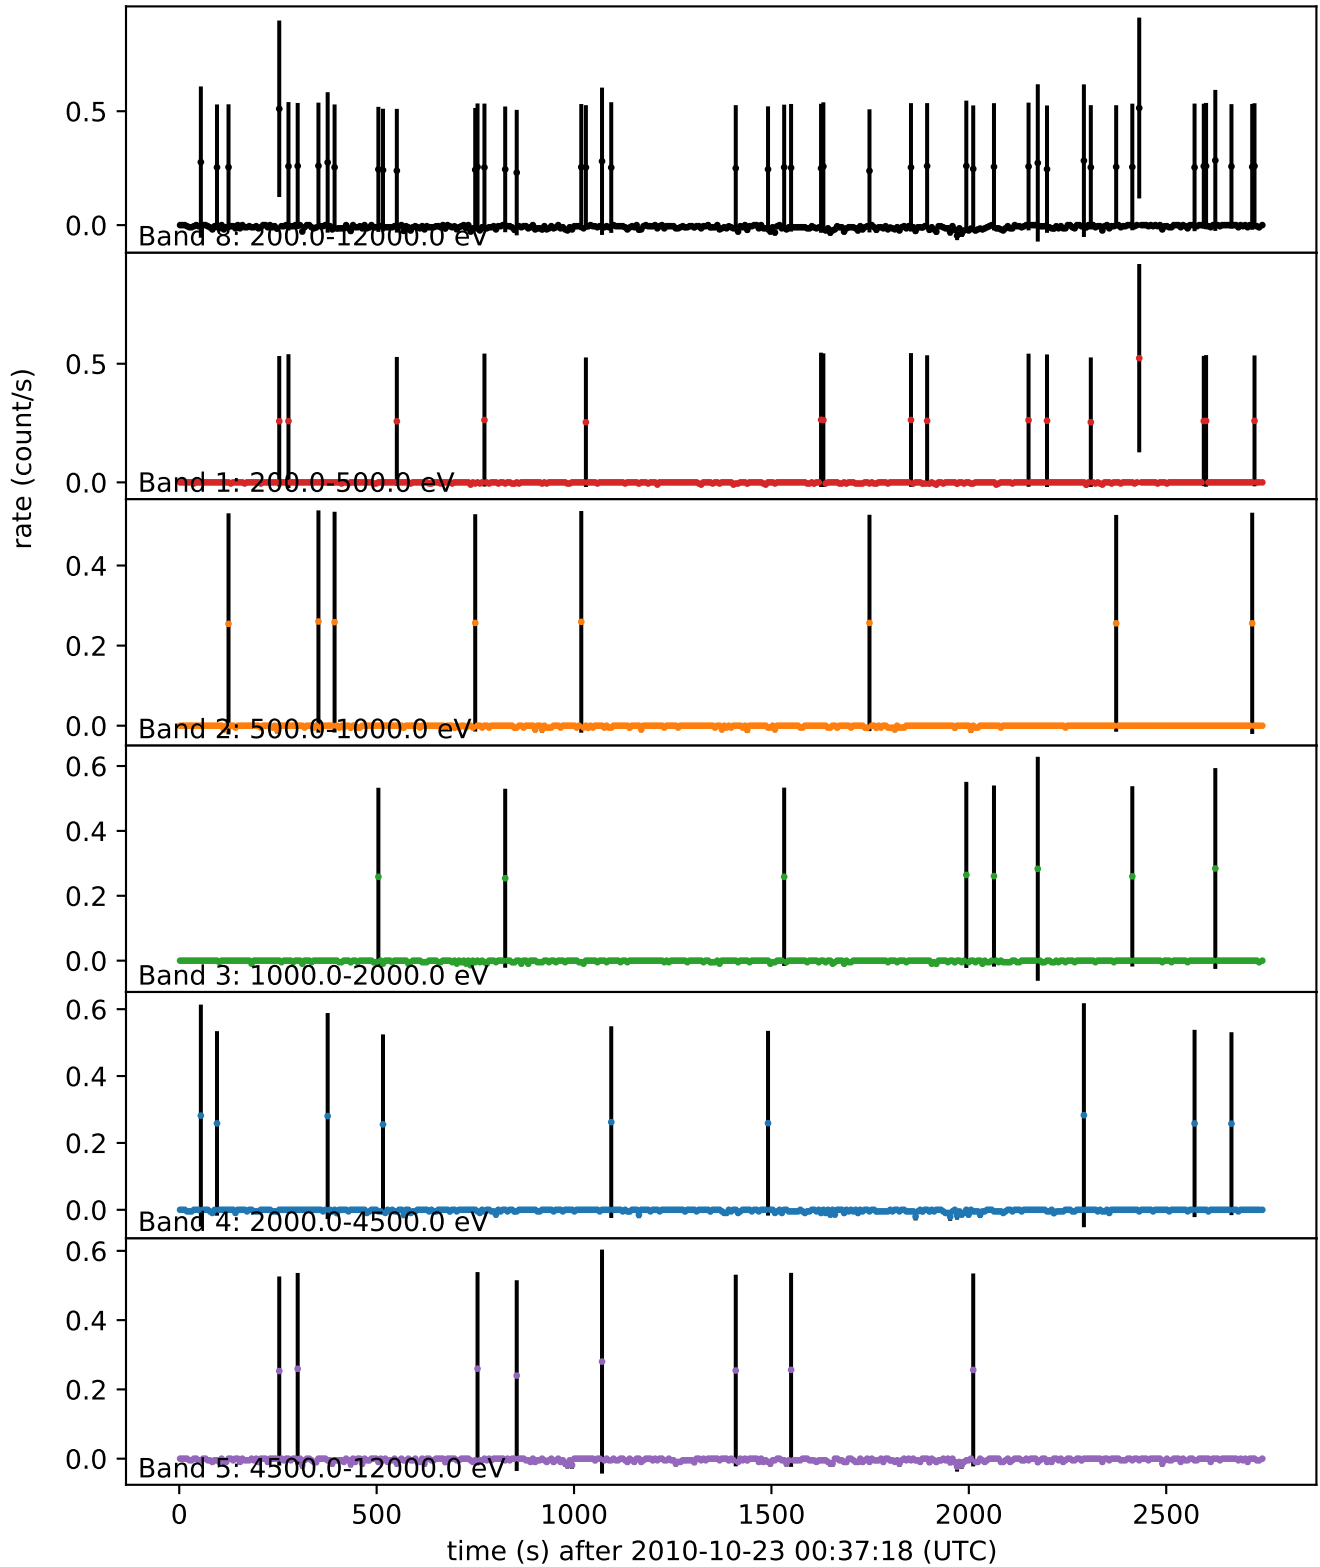 0.5
0.0
Band 8: 200.0-12000.0 eV
0.5
0.0
Band 1: 200.0-500.0 eV
rate (count/s)
0.4
0.2
0.0
Band 2: 500.0-1000.0 eV
0.6
0.4
0.2
0.0
Band 3: 1000.0-2000.0 eV
0.6
0.4
0.2
0.0
Band 4: 2000.0-4500.0 eV
0.6
0.4
0.2
0.0
Band 5: 4500.0-12000.0 eV
0 500 1000 1500 2000 2500
time (s) after 2010-10-23 00:37:18 (UTC)